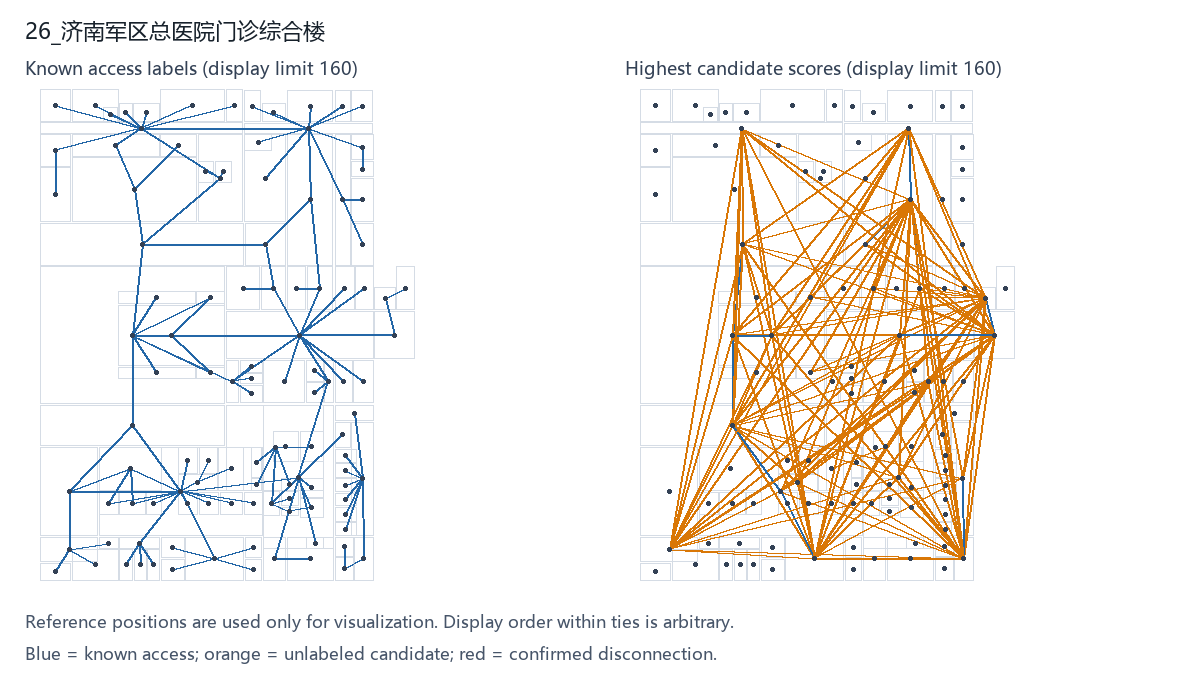 26_济南军区总医院门诊综合楼
Known access labels (display limit 160)
Highest candidate scores (display limit 160)
Reference positions are used only for visualization. Display order within ties is arbitrary.
Blue = known access; orange = unlabeled candidate; red = confirmed disconnection.